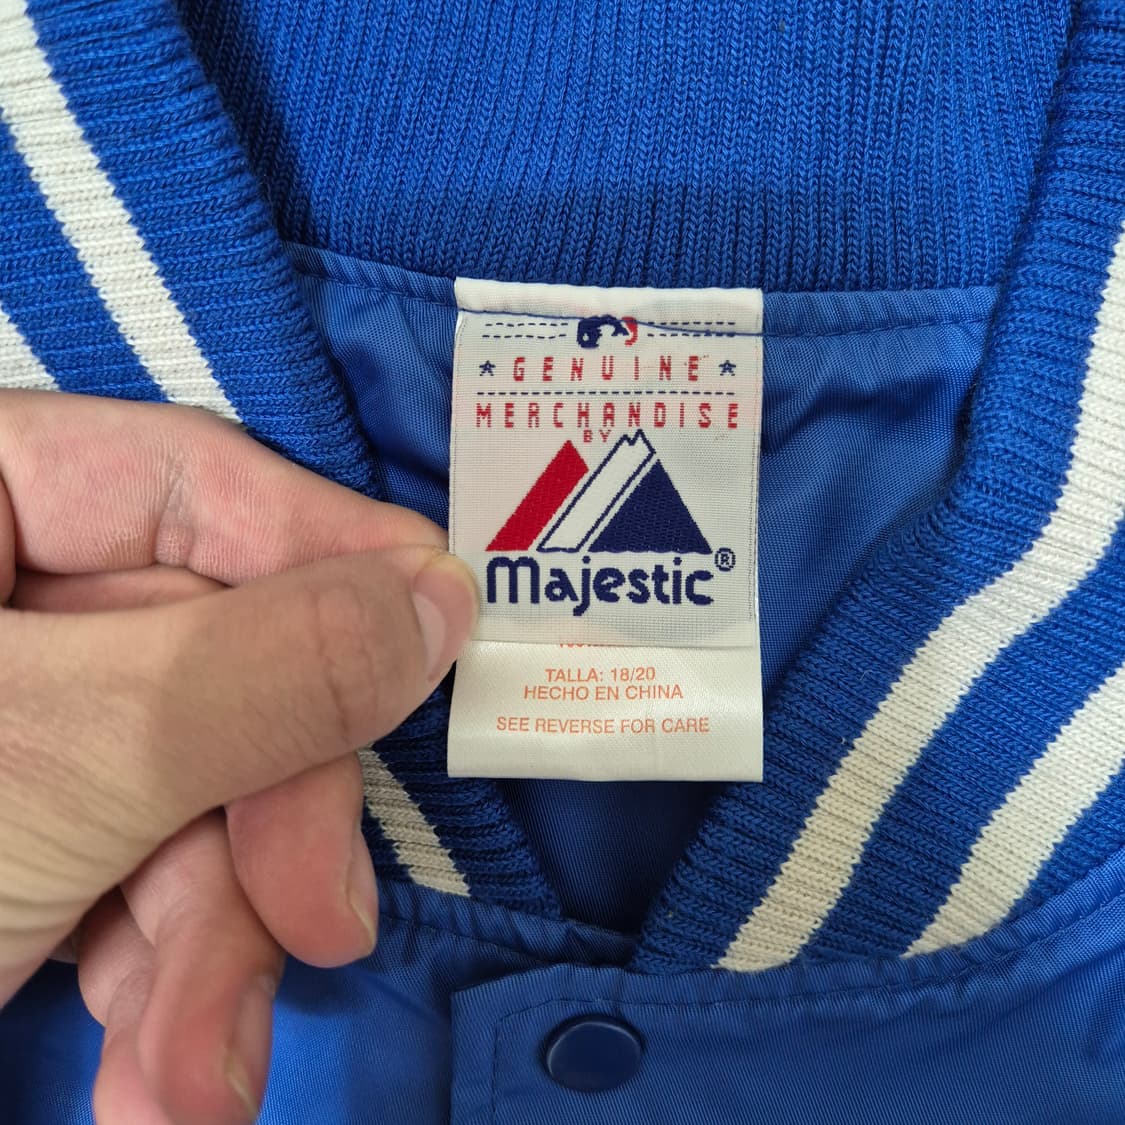 GENUINE
MERCHANDISE
BY
Majestic®
TALLA: 18/20
HECHO EN CHINA
SEE REVERSE FOR CARE